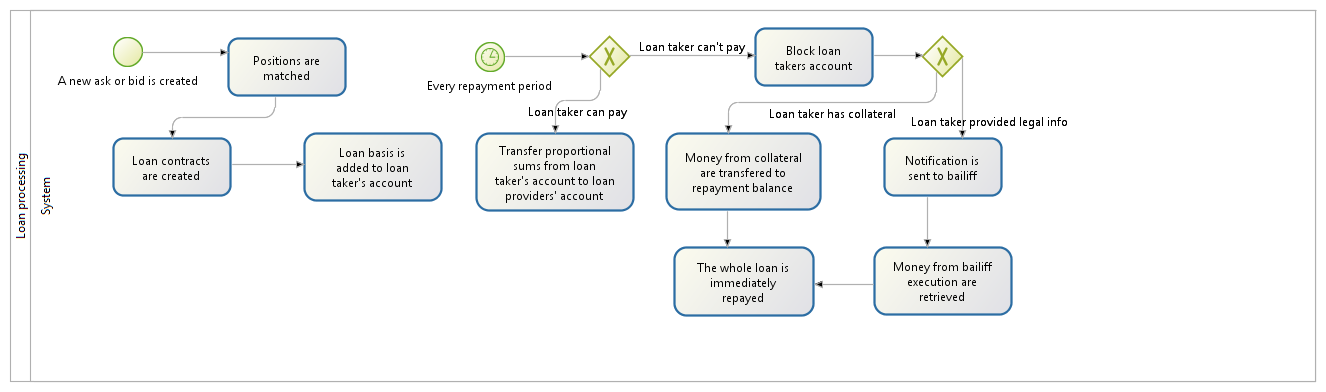 Loan processing
System
A new ask or bid is created
Positions are
matched
Loan contracts
are created
Loan basis is
added to loan
taker's account
Every repayment period
Loan taker can't pay
Loan taker can pay
Transfer proportional
sums from loan
taker's account to loan
providers' account
Block loan
takers account
Loan taker has collateral
Loan taker provided legal info
Money from collateral
are transfered to
repayment balance
Notification is
sent to bailiff
The whole loan is
immediately
repayed
Money from bailiff
execution are
retrieved